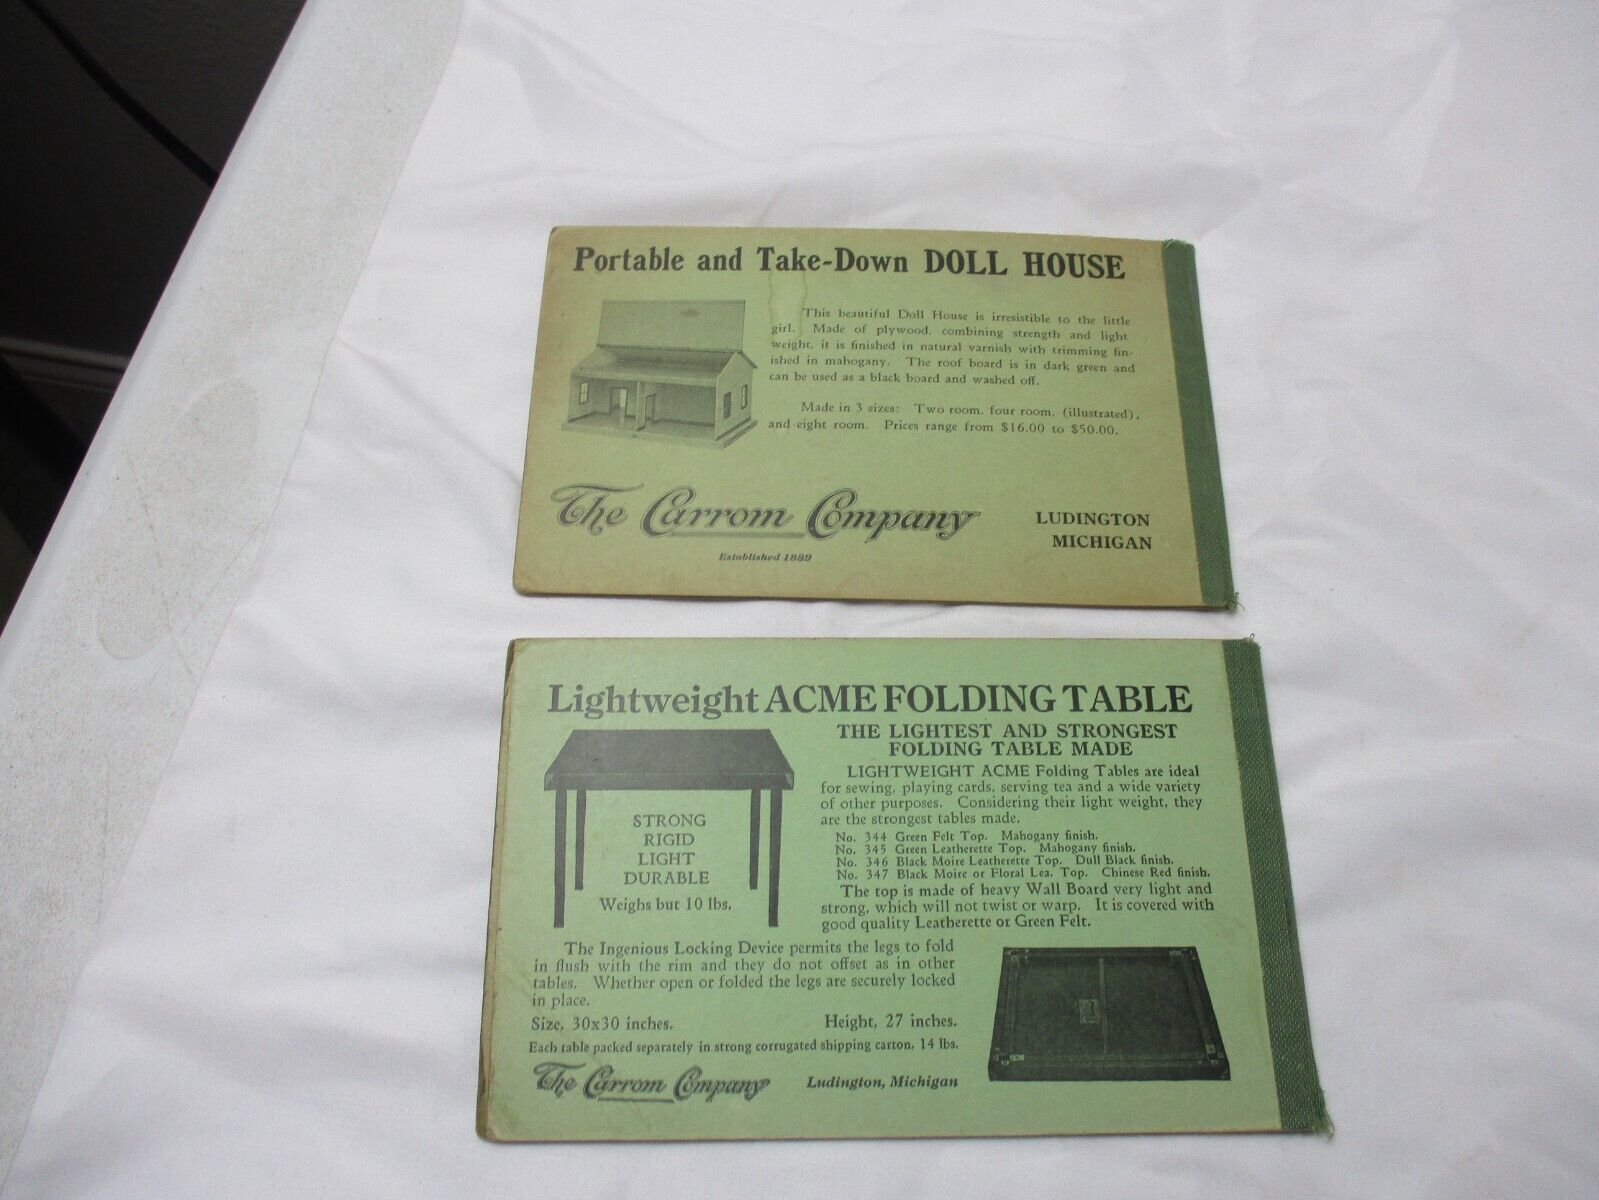 Portable and Take-Down DOLL HOUSE
This beautiful Doll House is irresistible to the little
girl. Made of plywood, combining strength and light
weight, it is finished in natural varnish with trimming fin-
ished in mahogany. The roof board is in dark green and
can be used as a black board and washed off.
Made in 3 sizes: Two room, four room, (illustrated),
and eight room. Prices range from $16.00 to $50.00.
The Carrom Company
Established 1889
LUDINGTON
MICHIGAN
Lightweight ACME FOLDING TABLE
THE LIGHTEST AND STRONGEST
FOLDING TABLE MADE
LIGHTWEIGHT ACME Folding Tables are ideal
for sewing, playing cards, serving tea and a wide variety
of other purposes. Considering their light weight, they
are the strongest tables made.
No. 344 Green Felt Top. Mahogany finish.
No. 345 Green Leatherette Top. Mahogany finish.
No. 346 Black Moire Leatherette Top. Dull Black finish.
No. 347 Black Moire or Floral Lea. Top. Chinese Red finish.
The top is made of heavy Wall Board very light and
strong, which will not twist or warp. It is covered with
good quality Leatherette or Green Felt.
STRONG
RIGID
LIGHT
DURABLE
Weighs but 10 lbs.
The Ingenious Locking Device permits the legs to fold
in flush with the rim and they do not offset as in other
tables. Whether open or folded the legs are securely locked
in place.
Size, 30x30 inches. Height, 27 inches.
Each table packed separately in strong corrugated shipping carton, 14 lbs.
The Carrom Company Ludington, Michigan